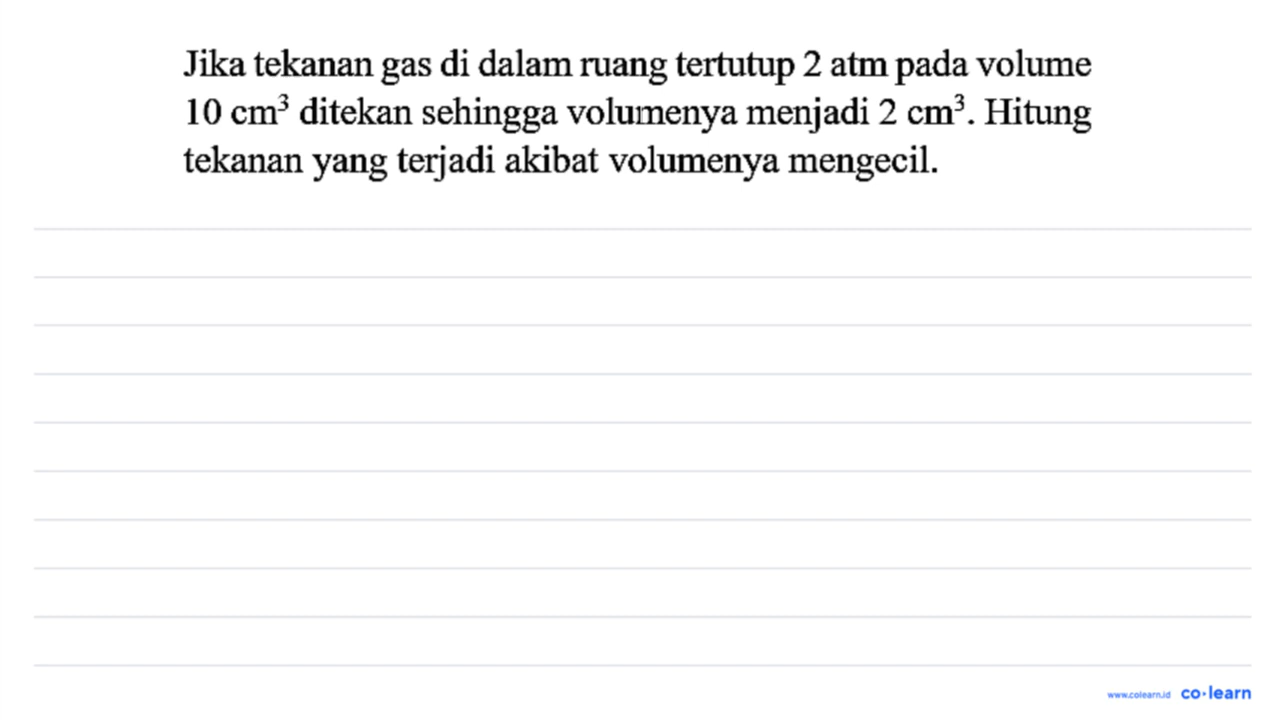 Jika tekanan gas di dalam ruang tertutup 2 atm pada volume
10 cm³ ditekan sehingga volumenya menjadi 2 cm³. Hitung
tekanan yang terjadi akibat volumenya mengecil.
www.colearn.id co·learn